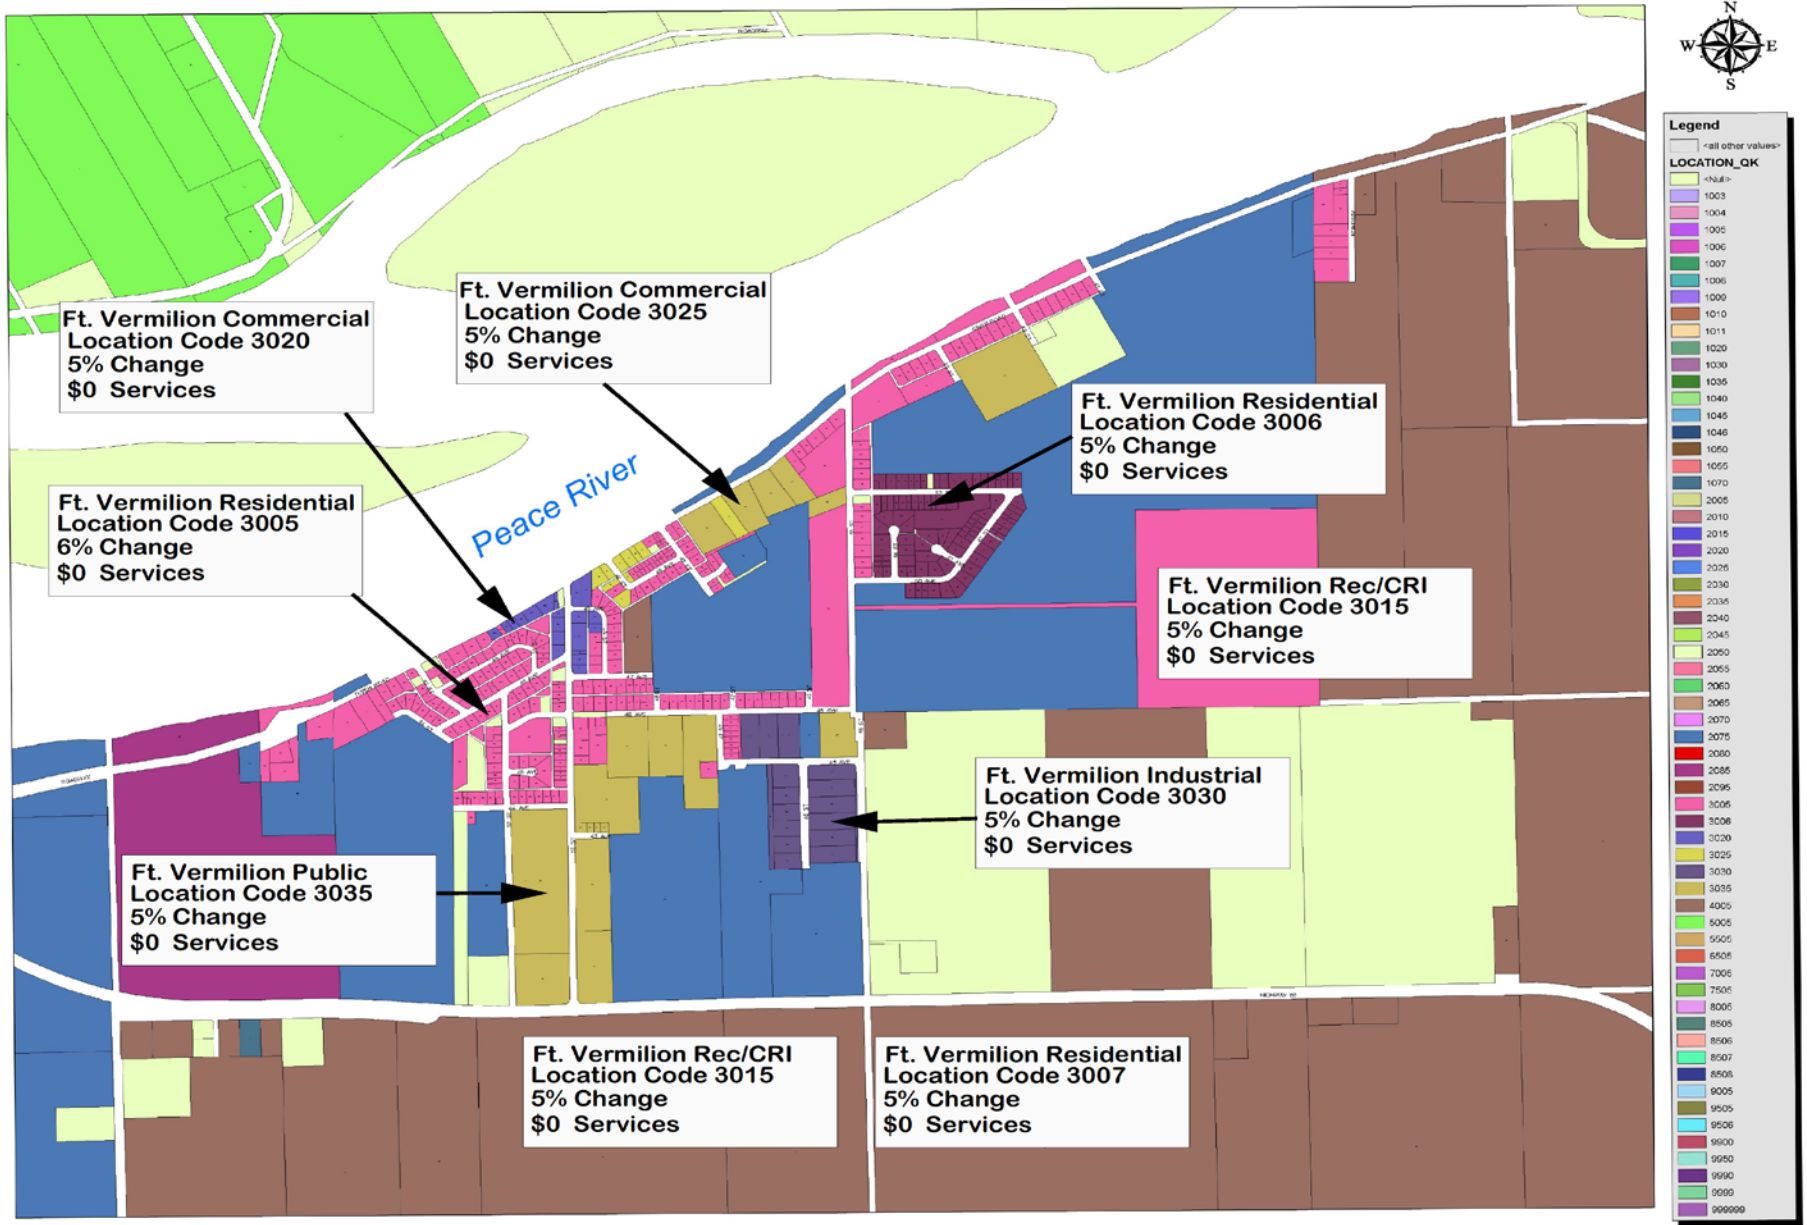 N
W
E
S
Ft. Vermilion Commercial
Location Code 3020
5% Change
$0 Services
Ft. Vermilion Commercial
Location Code 3025
5% Change
$0 Services
Ft. Vermilion Residential
Location Code 3006
5% Change
$0 Services
Ft. Vermilion Residential
Location Code 3005
6% Change
$0 Services
Peace River
Ft. Vermilion Rec/CRI
Location Code 3015
5% Change
$0 Services
Ft. Vermilion Industrial
Location Code 3030
5% Change
$0 Services
Ft. Vermilion Public
Location Code 3035
5% Change
$0 Services
Ft. Vermilion Rec/CRI
Location Code 3015
5% Change
$0 Services
Ft. Vermilion Residential
Location Code 3007
5% Change
$0 Services
HIGHWAY 88
Legend
<all other values>
LOCATION_QK
<Null>
1003
1004
1005
1006
1007
1009
1010
1011
1020
1030
1035
1040
1045
1046
1050
1055
1070
2005
2010
2015
2020
2025
2030
2035
2040
2045
2050
2055
2060
2065
2070
2075
2080
2085
2095
3005
3006
3020
3025
3030
3035
4005
5005
5505
6505
7005
7505
8005
8505
8506
8507
8508
9005
9505
9506
9900
9950
9990
9999
999999